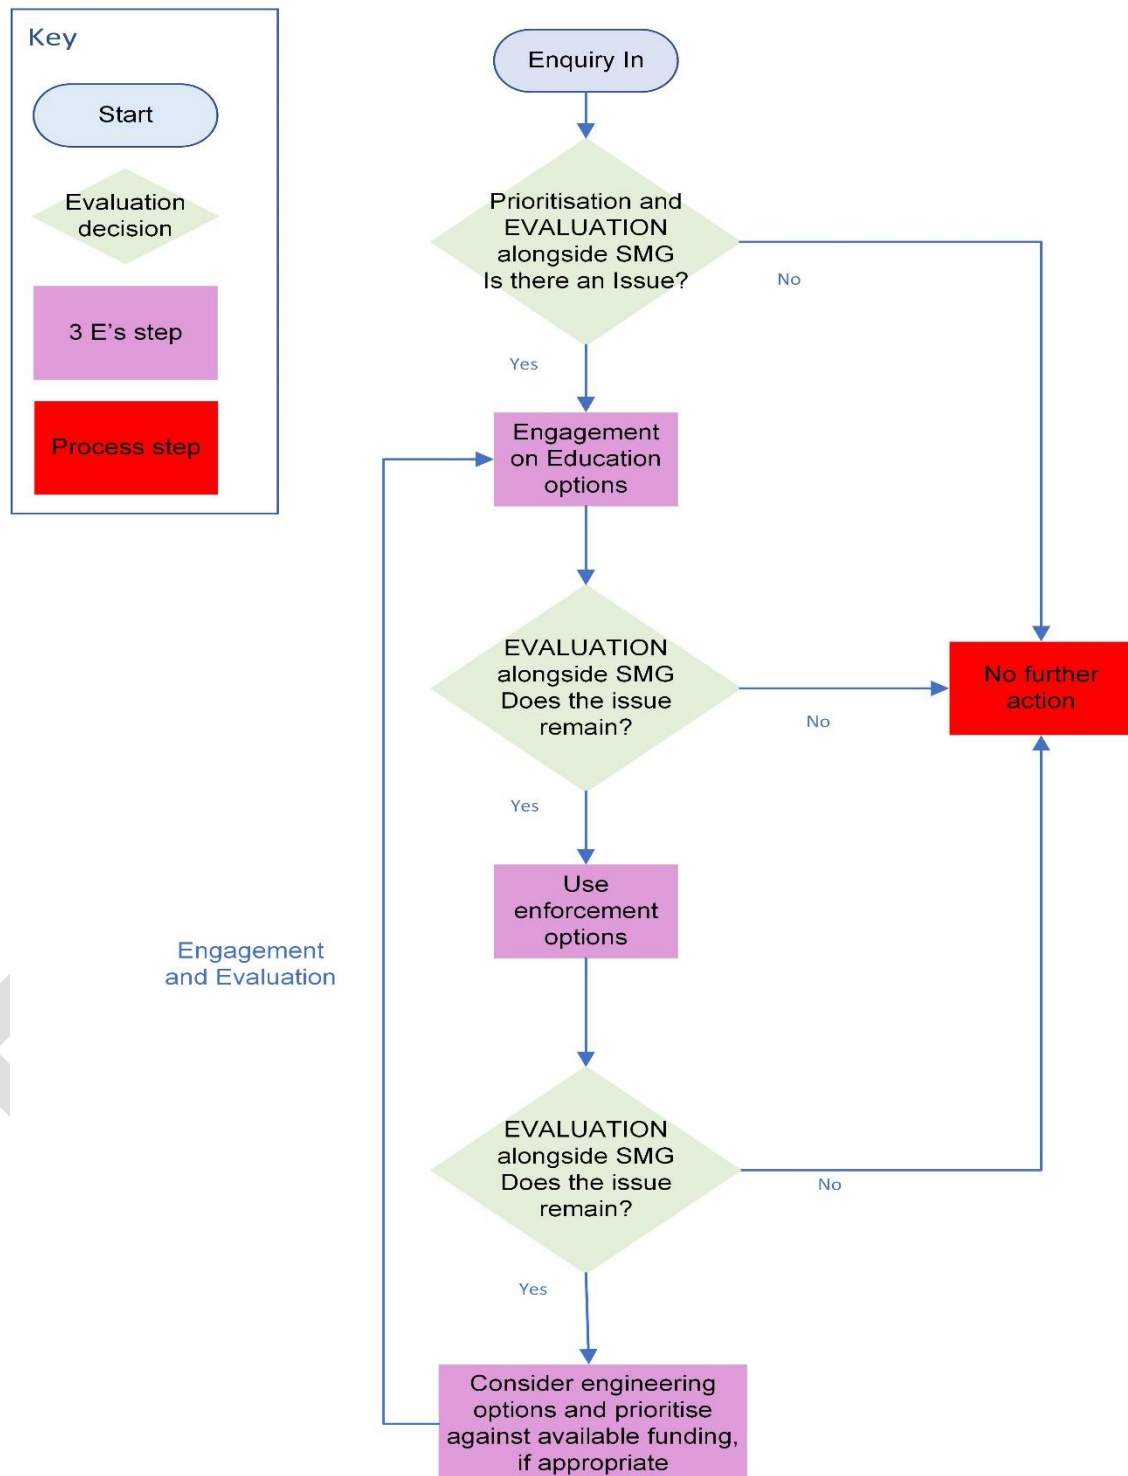 Key
Start
Evaluation
decision
3 E's step
Process step
Enquiry In
Prioritisation and
EVALUATION
alongside SMG
Is there an Issue?
No
Yes
Engagement
on Education
options
EVALUATION
alongside SMG
Does the issue
remain?
No
No further
action
Yes
Use
enforcement
options
Engagement
and Evaluation
EVALUATION
alongside SMG
Does the issue
remain?
No
Yes
Consider engineering
options and prioritise
against available funding,
if appropriate